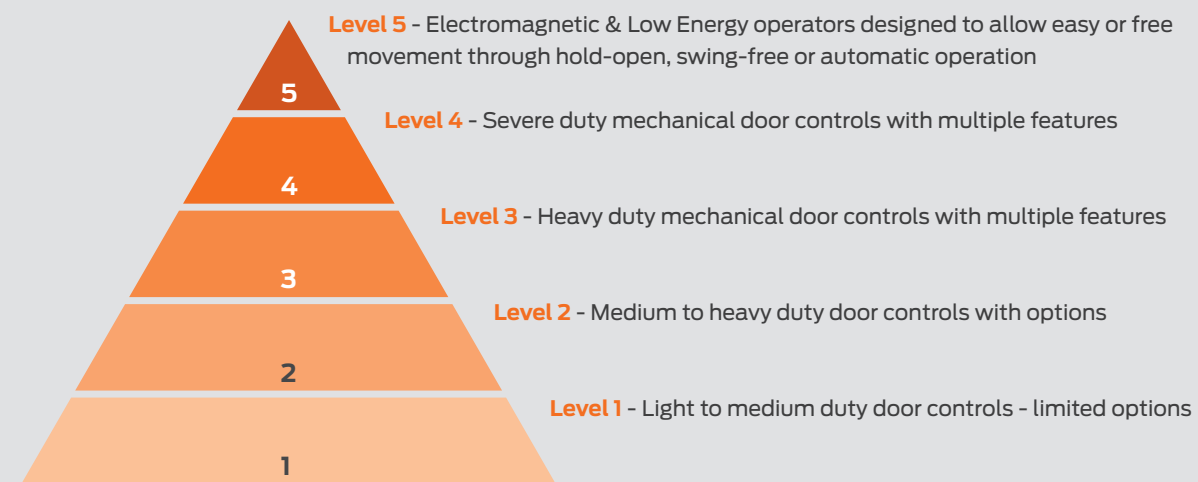 Level 5 - Electromagnetic & Low Energy operators designed to allow easy or free
movement through hold-open, swing-free or automatic operation
5
Level 4 - Severe duty mechanical door controls with multiple features
4
Level 3 - Heavy duty mechanical door controls with multiple features
3
Level 2 - Medium to heavy duty door controls with options
2
Level 1 - Light to medium duty door controls - limited options
1